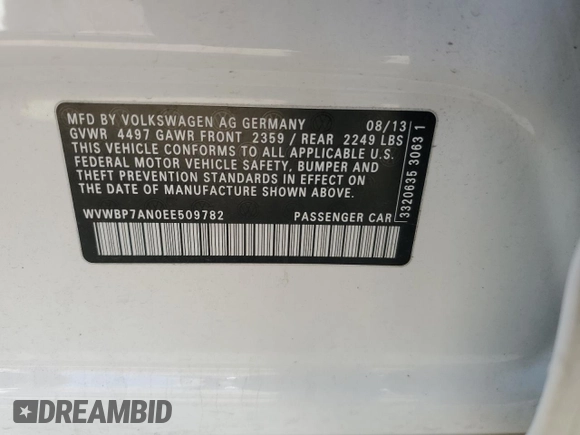 MFD BY VOLKSWAGEN AG GERMANY 08/13
GVWR 4497 GAWR FRONT 2359 / REAR 2249 LBS
THIS VEHICLE CONFORMS TO ALL APPLICABLE U.S.
FEDERAL MOTOR VEHICLE SAFETY, BUMPER AND
THEFT PREVENTION STANDARDS IN EFFECT ON
THE DATE OF MANUFACTURE SHOWN ABOVE.
WVWBP7AN0EE509782 PASSENGER CAR
3320635 3063 1
DREAMBID